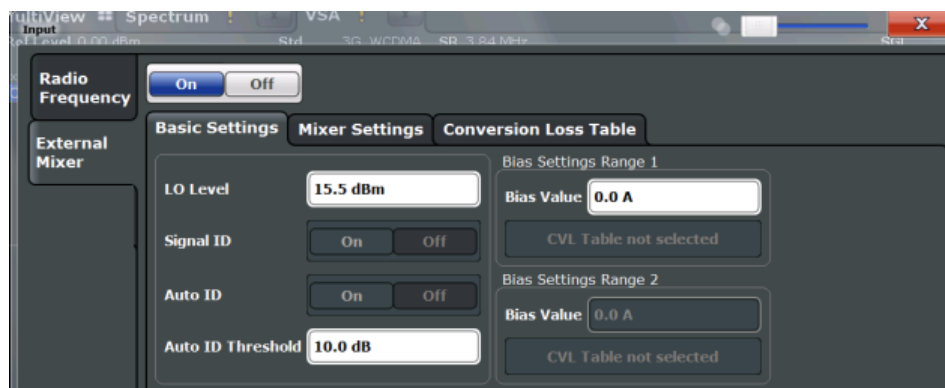 MultiView Spectrum ! VSA !
Input
Ref Level 0.00 dBm Std 3G_WCDMA SR 3.84 MHz SGL
Radio
Frequency
On Off
External
Mixer
Basic Settings Mixer Settings Conversion Loss Table
LO Level 15.5 dBm
Signal ID On Off
Auto ID On Off
Auto ID Threshold 10.0 dB
Bias Settings Range 1
Bias Value 0.0 A
CVL Table not selected
Bias Settings Range 2
Bias Value 0.0 A
CVL Table not selected